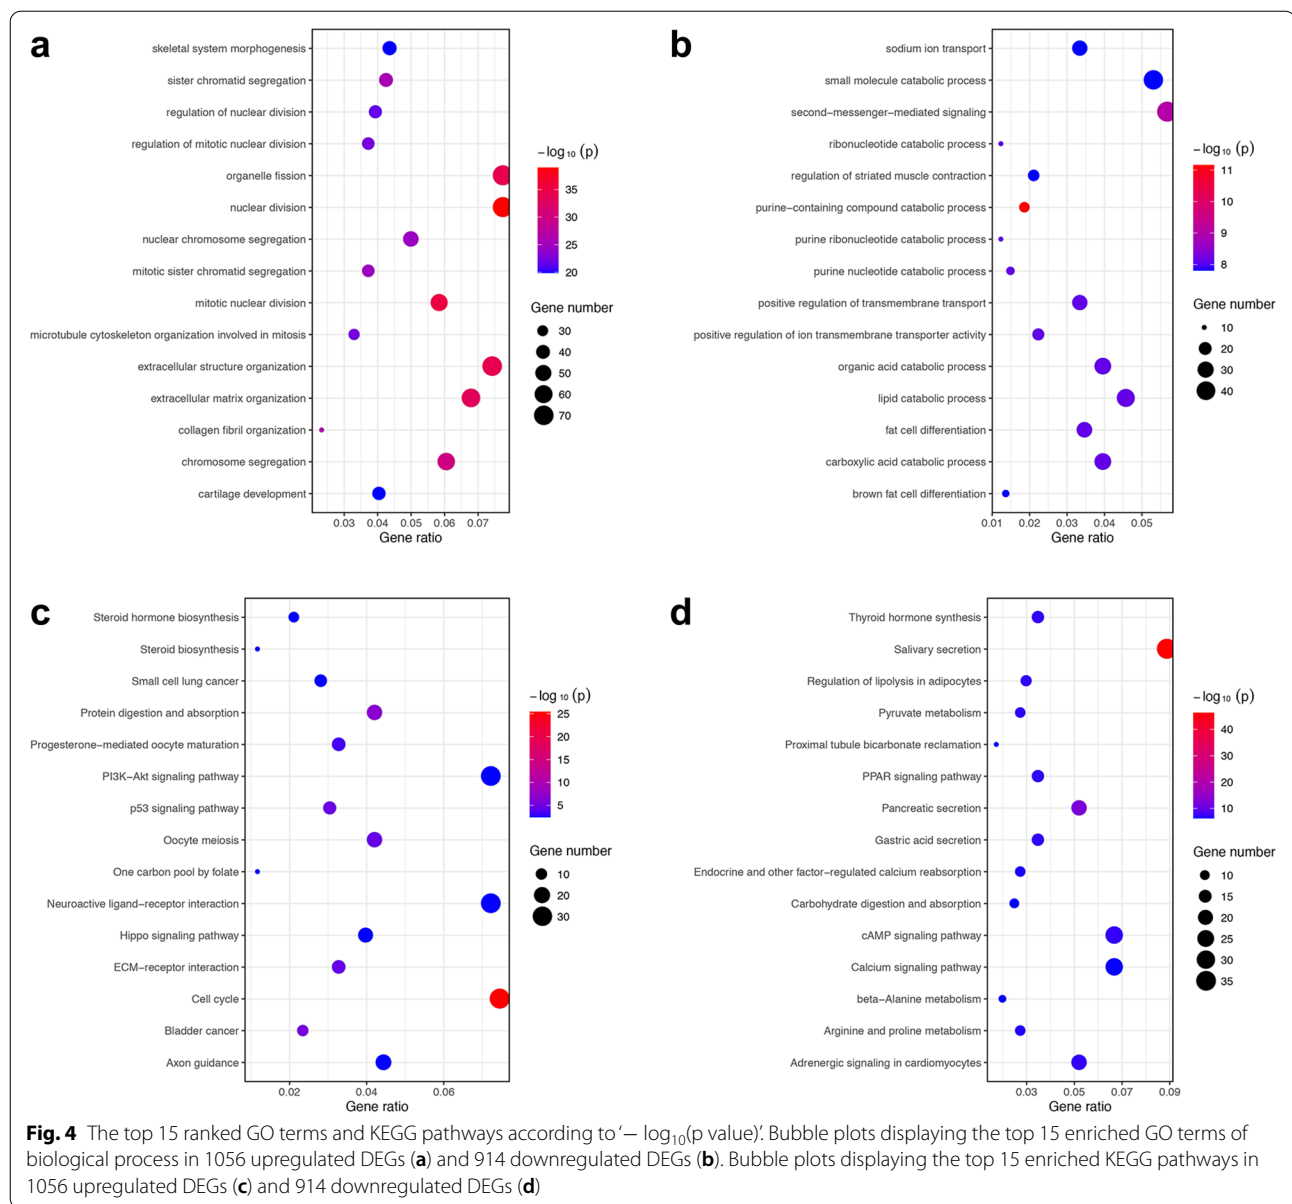 a
skeletal system morphogenesis
sister chromatid segregation
regulation of nuclear division
regulation of mitotic nuclear division
organelle fission
nuclear division
nuclear chromosome segregation
mitotic sister chromatid segregation
mitotic nuclear division
microtubule cytoskeleton organization involved in mitosis
extracellular structure organization
extracellular matrix organization
collagen fibril organization
chromosome segregation
cartilage development
0.03 0.04 0.05 0.06 0.07
Gene ratio
−log₁₀ (p)
35
30
25
20
Gene number
30
40
50
60
70
b
sodium ion transport
small molecule catabolic process
second−messenger−mediated signaling
ribonucleotide catabolic process
regulation of striated muscle contraction
purine−containing compound catabolic process
purine ribonucleotide catabolic process
purine nucleotide catabolic process
positive regulation of transmembrane transport
positive regulation of ion transmembrane transporter activity
organic acid catabolic process
lipid catabolic process
fat cell differentiation
carboxylic acid catabolic process
brown fat cell differentiation
0.01 0.02 0.03 0.04 0.05
Gene ratio
−log₁₀ (p)
11
10
9
8
Gene number
10
20
30
40
c
Steroid hormone biosynthesis
Steroid biosynthesis
Small cell lung cancer
Protein digestion and absorption
Progesterone−mediated oocyte maturation
PI3K−Akt signaling pathway
p53 signaling pathway
Oocyte meiosis
One carbon pool by folate
Neuroactive ligand−receptor interaction
Hippo signaling pathway
ECM−receptor interaction
Cell cycle
Bladder cancer
Axon guidance
0.02 0.04 0.06
Gene ratio
−log₁₀ (p)
25
20
15
10
5
Gene number
10
20
30
d
Thyroid hormone synthesis
Salivary secretion
Regulation of lipolysis in adipocytes
Pyruvate metabolism
Proximal tubule bicarbonate reclamation
PPAR signaling pathway
Pancreatic secretion
Gastric acid secretion
Endocrine and other factor−regulated calcium reabsorption
Carbohydrate digestion and absorption
cAMP signaling pathway
Calcium signaling pathway
beta−Alanine metabolism
Arginine and proline metabolism
Adrenergic signaling in cardiomyocytes
0.03 0.05 0.07 0.09
Gene ratio
−log₁₀ (p)
40
30
20
10
Gene number
10
15
20
25
30
35
Fig. 4 The top 15 ranked GO terms and KEGG pathways according to ‘− log₁₀(p value)’. Bubble plots displaying the top 15 enriched GO terms of
biological process in 1056 upregulated DEGs (a) and 914 downregulated DEGs (b). Bubble plots displaying the top 15 enriched KEGG pathways in
1056 upregulated DEGs (c) and 914 downregulated DEGs (d)